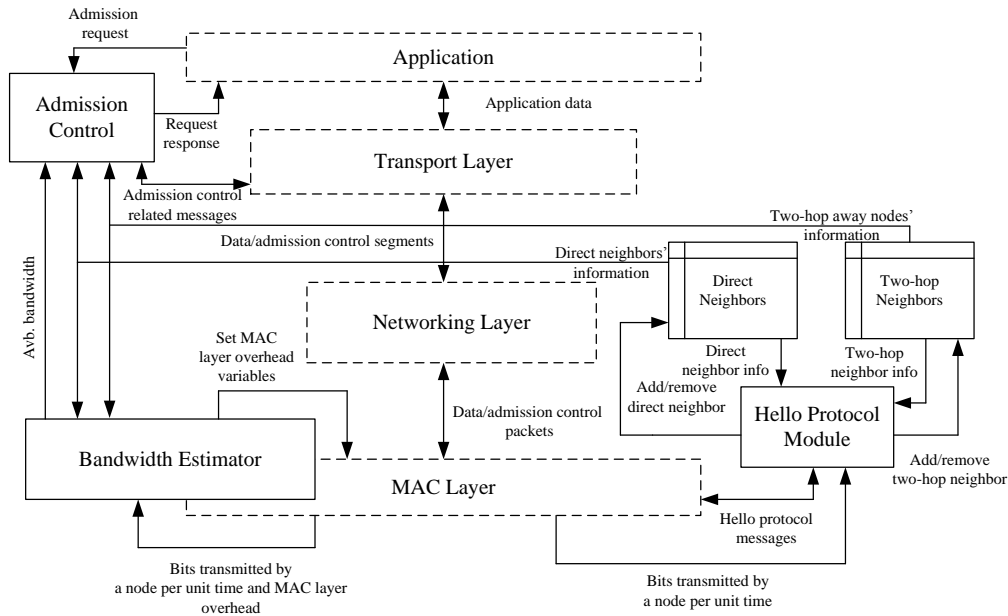 Admission
request
Application
Admission
Control
Request
response
Application data
Transport Layer
Admission control
related messages
Two-hop away nodes'
information
Data/admission control segments
Direct neighbors'
information
Direct
Neighbors
Two-hop
Neighbors
Avb. bandwidth
Networking Layer
Set MAC
layer overhead
variables
Direct
neighbor info
Two-hop
neighbor info
Add/remove
direct neighbor
Hello Protocol
Module
Data/admission control
packets
Bandwidth Estimator
MAC Layer
Add/remove
two-hop neighbor
Hello protocol
messages
Bits transmitted by
a node per unit time and MAC layer
overhead
Bits transmitted by
a node per unit time